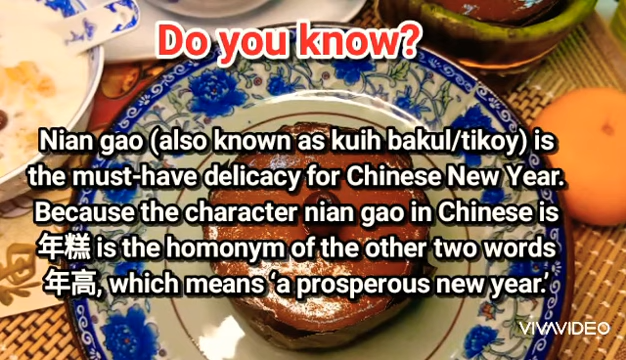 Do you know?
Nian gao (also known as kuih bakul/tikoy) is
the must-have delicacy for Chinese New Year.
Because the character nian gao in Chinese is
年糕 is the homonym of the other two words
年高, which means ‘a prosperous new year.’
VIVAVIDEO